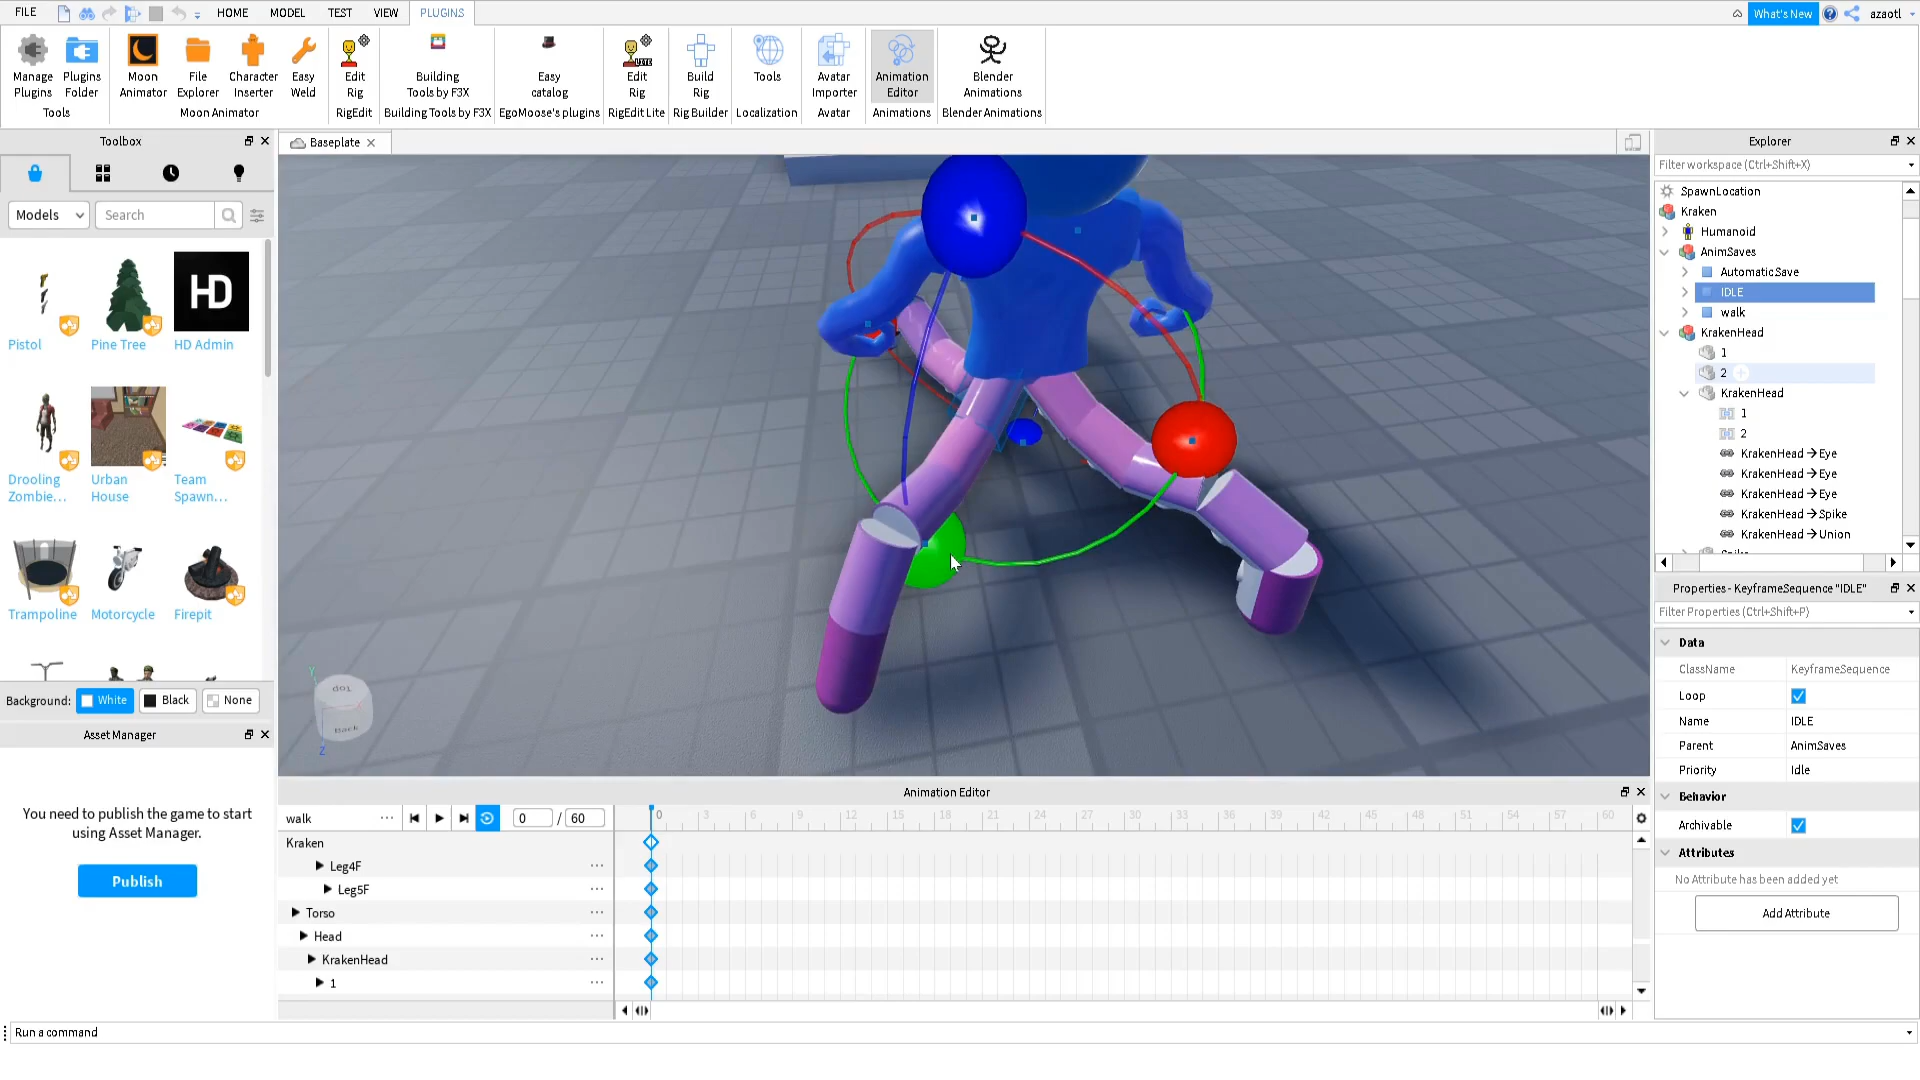 FILE HOME MODEL TEST VIEW PLUGINS What's New azaotl
Manage Plugins
Plugins Folder
Tools
Moon Animator
File Explorer
Character Inserter
Easy Weld
Moon Animator
Edit Rig
RigEdit
Building Tools by F3X
Building Tools by F3X
Easy catalog
EgoMoose's plugins
Edit Rig
LITE
RigEdit Lite
Build Rig
Rig Builder
Tools
Localization
Avatar Importer
Avatar
Animation Editor
Animations
Blender Animations
Blender Animations
Toolbox
Models Search
HD
Pistol Pine Tree HD Admin
Drooling Zombie...
Urban House
Team Spawn...
Trampoline Motorcycle Firepit
Background: White Black None
Asset Manager
You need to publish the game to start
using Asset Manager.
Publish
Baseplate
Top
Back
Y
Z
Animation Editor
walk ... 0 / 60
0 3 6 9 12 15 18 21 24 27 30 33 36 39 42 45 48 51 54 57 60
Kraken
Leg4F ...
Leg5F ...
Torso ...
Head ...
KrakenHead ...
1 ...
Explorer
Filter workspace (Ctrl+Shift+X)
SpawnLocation
Kraken
Humanoid
AnimSaves
AutomaticSave
IDLE
walk
KrakenHead
1
2
KrakenHead
1
2
KrakenHead→Eye
KrakenHead→Eye
KrakenHead→Eye
KrakenHead→Spike
KrakenHead→Union
Spike
Properties - KeyframeSequence "IDLE"
Filter Properties (Ctrl+Shift+P)
Data
ClassName KeyframeSequence
Loop
Name IDLE
Parent AnimSaves
Priority Idle
Behavior
Archivable
Attributes
No Attribute has been added yet
Add Attribute
Run a command